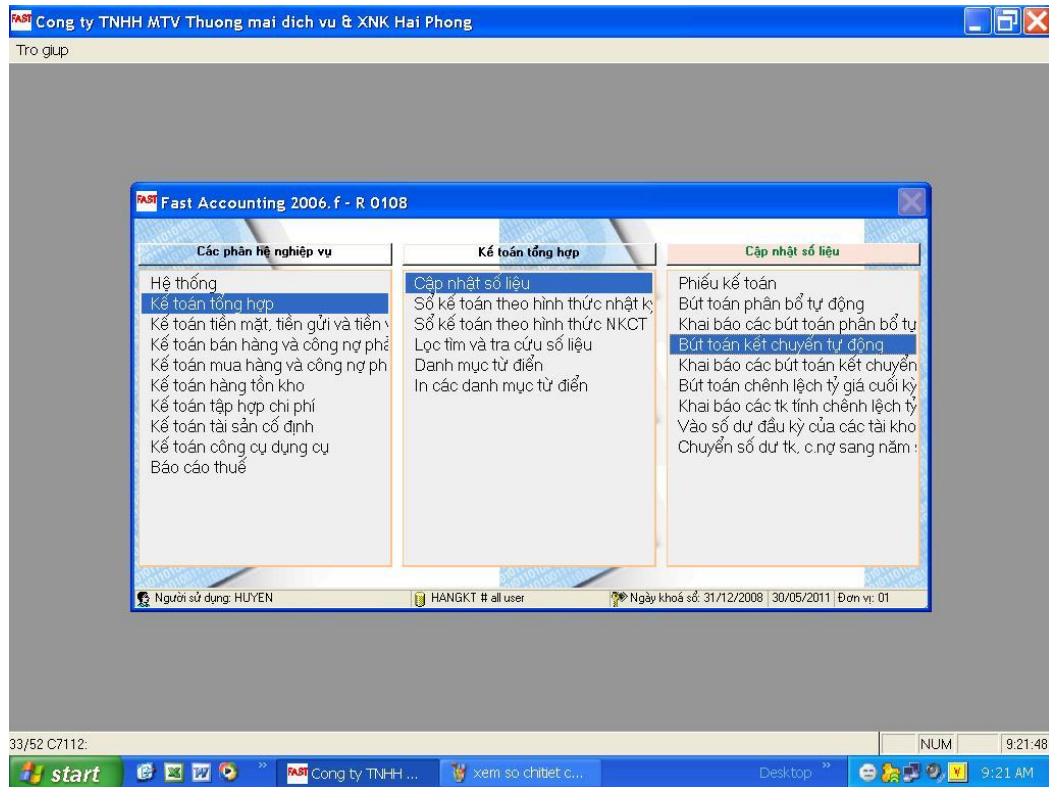 FAST Cong ty TNHH MTV Thuong mai dich vu & XNK Hai Phong
Tro giup
FAST Fast Accounting 2006.f - R 0108
Các phân hệ nghiệp vụ
Hệ thống
Kế toán tổng hợp
Kế toán tiền mặt, tiền gửi và tiền v
Kế toán bán hàng và công nợ phả
Kế toán mua hàng và công nợ ph
Kế toán hàng tồn kho
Kế toán tập hợp chi phí
Kế toán tài sản cố định
Kế toán công cụ dụng cụ
Báo cáo thuế
Kế toán tổng hợp
Cập nhật số liệu
Sổ kế toán theo hình thức nhật ký
Sổ kế toán theo hình thức NKCT
Lọc tìm và tra cứu số liệu
Danh mục từ điển
In các danh mục từ điển
Cập nhật số liệu
Phiếu kế toán
Bút toán phân bổ tự động
Khai báo các bút toán phân bổ tự
Bút toán kết chuyển tự động
Khai báo các bút toán kết chuyển
Bút toán chênh lệch tỷ giá cuối kỳ
Khai báo các tk tính chênh lệch tỷ
Vào số dư đầu kỳ của các tài kho
Chuyển số dư tk, c.nợ sang năm s
Người sử dụng: HUYEN HANGKT # all user Ngày khoá sổ: 31/12/2008 30/05/2011 Đơn vị: 01
33/52 C7112: NUM 9:21:48
start FAST Cong ty TNHH ... xem so chitiet c... Desktop 9:21 AM